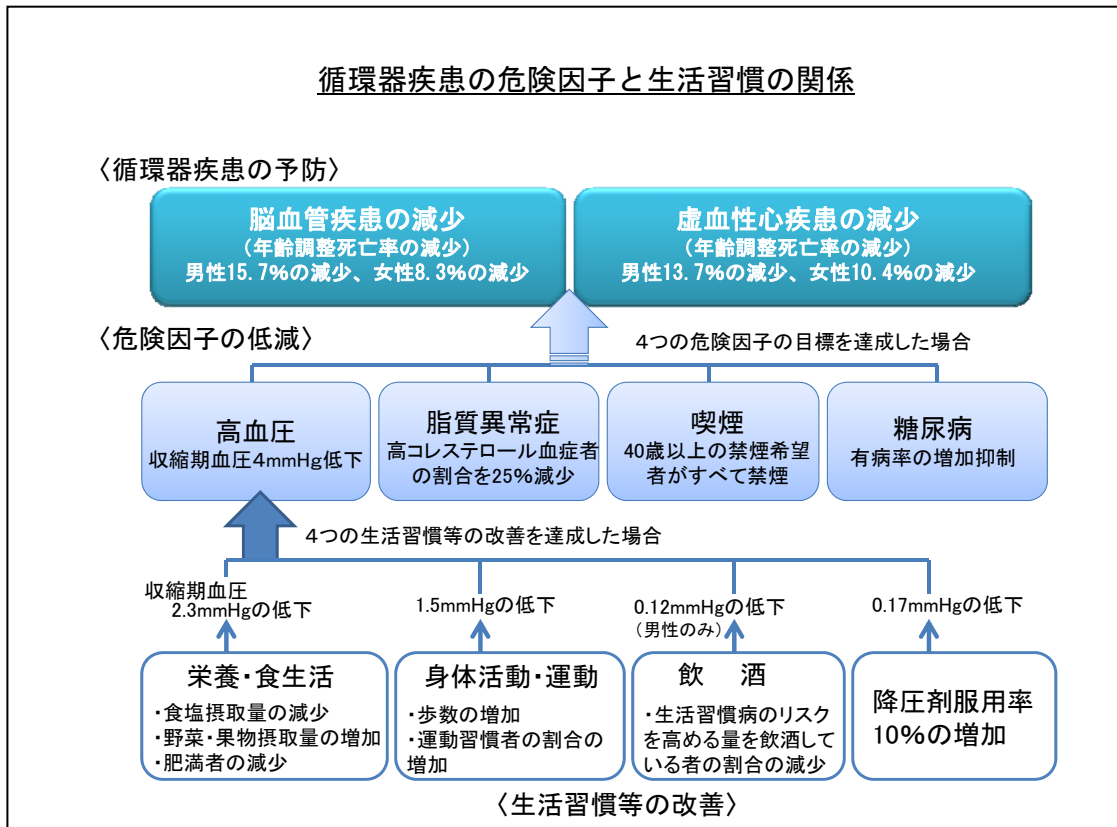 循環器疾患の危険因子と生活習慣の関係
〈循環器疾患の予防〉
脳血管疾患の減少
(年齢調整死亡率の減少)
男性15.7%の減少、女性8.3%の減少
虚血性心疾患の減少
(年齢調整死亡率の減少)
男性13.7%の減少、女性10.4%の減少
〈危険因子の低減〉
4つの危険因子の目標を達成した場合
高血圧
収縮期血圧4mmHg低下
脂質異常症
高コレステロール血症者
の割合を25%減少
喫煙
40歳以上の禁煙希望
者がすべて禁煙
糖尿病
有病率の増加抑制
4つの生活習慣等の改善を達成した場合
収縮期血圧
2.3mmHgの低下
1.5mmHgの低下
0.12mmHgの低下
(男性のみ)
0.17mmHgの低下
栄養・食生活
・食塩摂取量の減少
・野菜・果物摂取量の増加
・肥満者の減少
身体活動・運動
・歩数の増加
・運動習慣者の割合の
増加
飲 酒
・生活習慣病のリスク
を高める量を飲酒して
いる者の割合の減少
降圧剤服用率
10%の増加
〈生活習慣等の改善〉